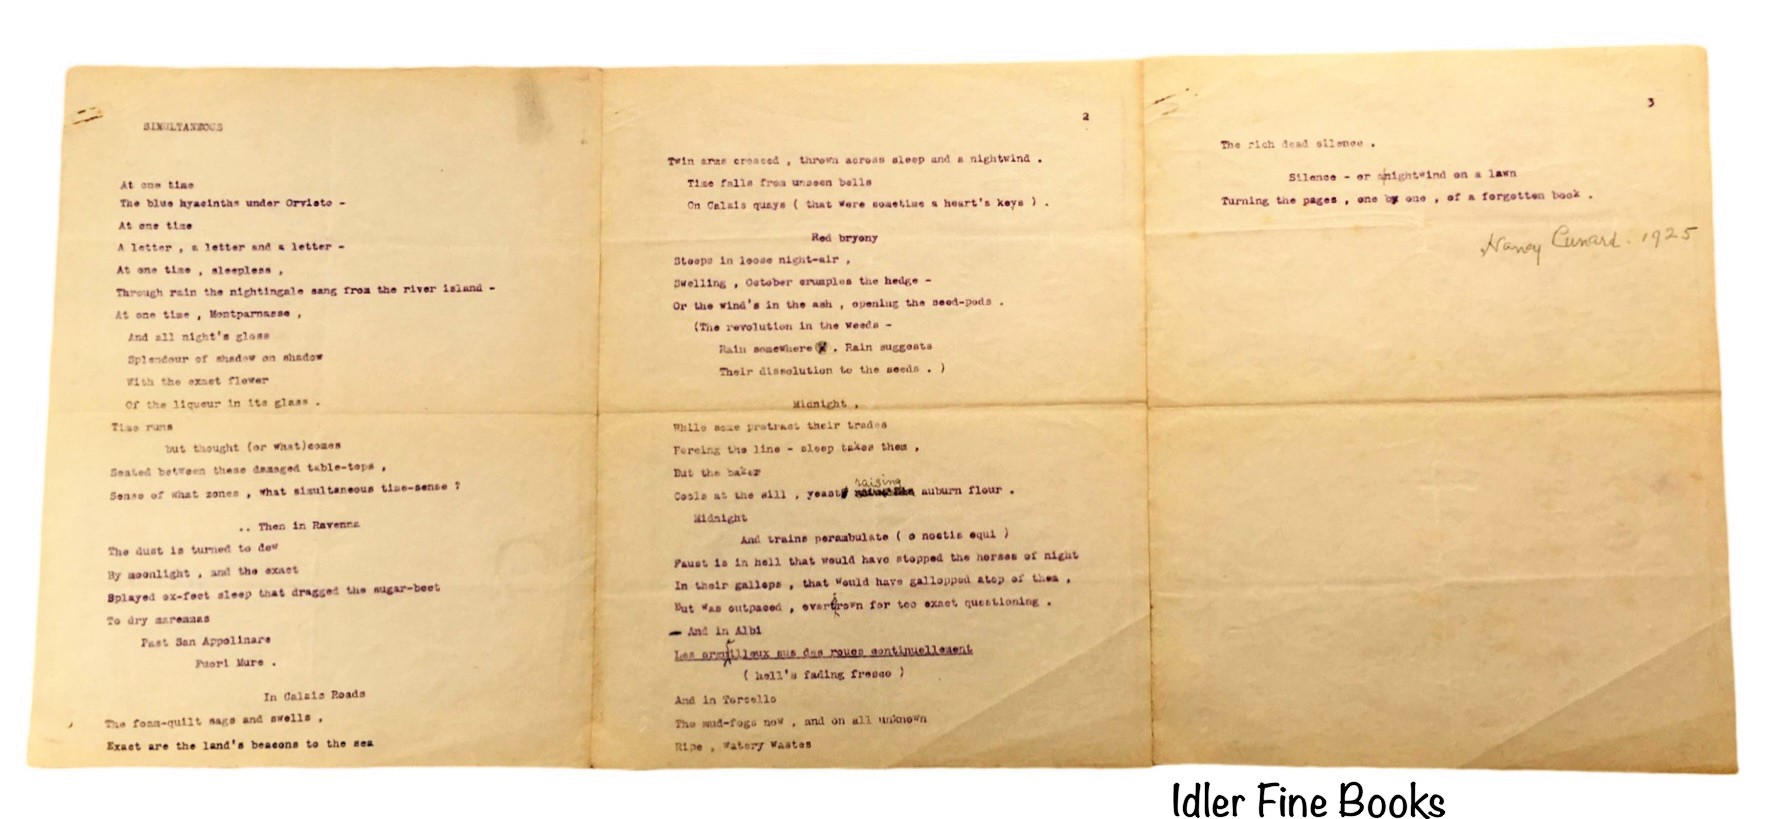 SIMULTANEOUS
At one time
The blue hyacinths under Orvieto -
At one time
A letter , a letter and a letter -
At one time , sleepless ,
Through rain the nightingale sang from the river island -
At one time , Montparnasse ,
And all night's gloss
Splendour of shadow on shadow
With the exact flower
Of the liqueur in its glass .
Time runs
but thought (or what)comes
Seated between these damaged table-tops ,
Sense of what zones , what simultaneous time-sense ?
.. Then in Ravenna
The dust is turned to dew
By moonlight , and the exact
Splayed ox-feet sleep that dragged the sugar-beet
To dry maremmas
Past San Appolinare
Fuori Mure .
In Calais Roads
The foam-quilt sags and swells ,
Exact are the land's beacons to the sea
2
Twin arms crossed , thrown across sleep and a nightwind .
Time falls from unseen bells
On Calais quays ( that were sometime a heart's keys ) .
Red bryony
Steeps in loose night-air ,
Swelling , October crumples the hedge -
Or the wind's in the ash , opening the seed-pods .
(The revolution in the weeds -
Rain somewhere . Rain suggests
Their dissolution to the seeds . )
Midnight ,
While some protract their trades
Forcing the line - sleep takes them ,
But the baker
raising
Cools at the sill , yeast auburn flour .
Midnight
And trains perambulate ( o noctis equi )
Faust is in hell that would have stopped the horses of night
In their gallops , that would have gallopped atop of them ,
But was outpaced , overthrown for too exact questioning .
- And in Albi
Les orguilleux sus des roues continuellement
( hell's fading fresco )
And in Torcello
The mud-fogs now , and on all unknown
Ripe , watery wastes
3
The rich dead silence .
Silence - or nightwind on a lawn
Turning the pages , one by one , of a forgotten book .
Nancy Cunard. 1925
Idler Fine Books